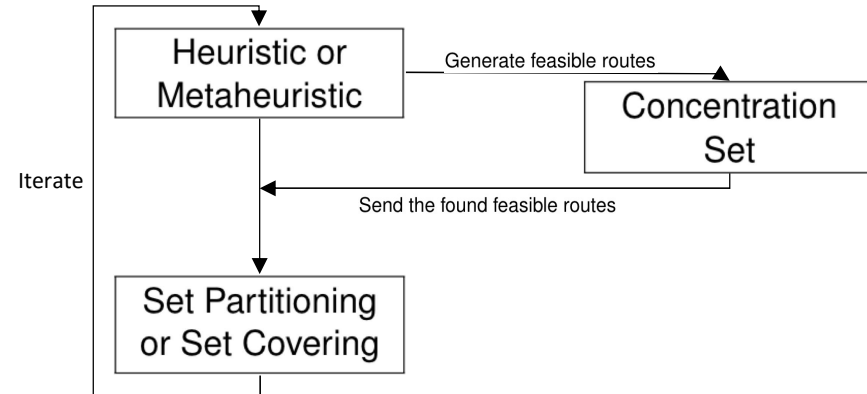 Heuristic or
Metaheuristic
Generate feasible routes
Concentration
Set
Iterate
Send the found feasible routes
Set Partitioning
or Set Covering